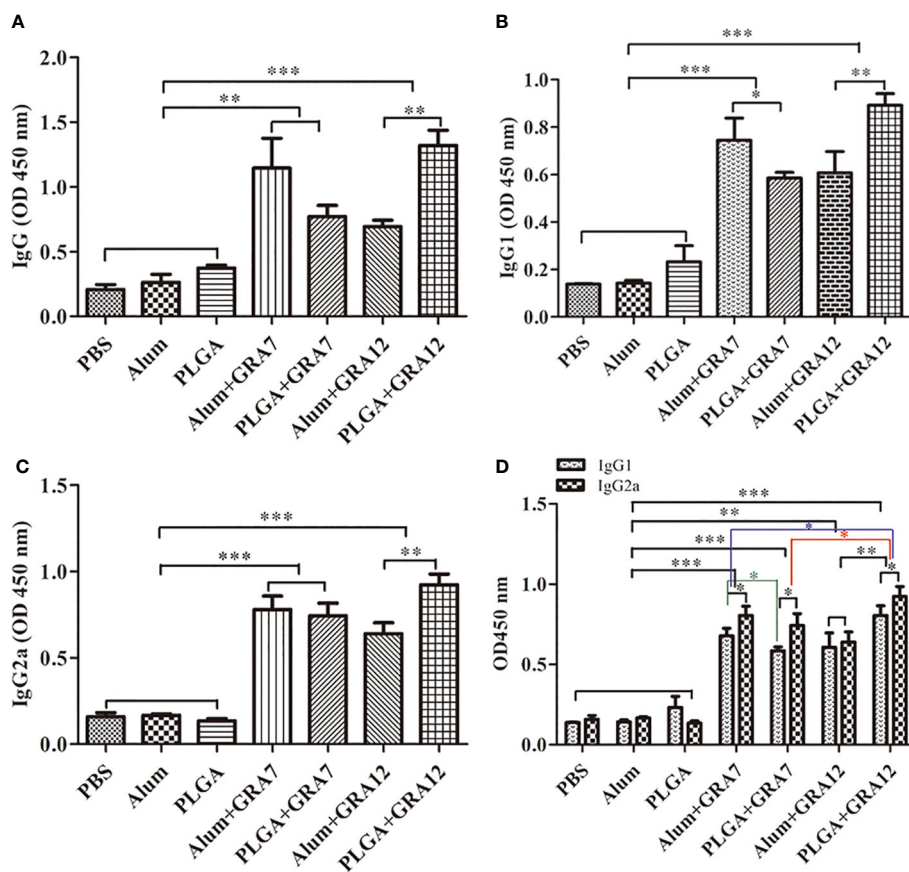 A
2.0
1.5
1.0
0.5
0.0
IgG (OD 450 nm)
***
**
**
PBS
Alum
PLGA
Alum+GRA7
PLGA+GRA7
Alum+GRA12
PLGA+GRA12
B
1.0
0.8
0.6
0.4
0.2
0.0
IgG1 (OD 450 nm)
***
***
**
*
PBS
Alum
PLGA
Alum+GRA7
PLGA+GRA7
Alum+GRA12
PLGA+GRA12
C
1.5
1.0
0.5
0.0
IgG2a (OD 450 nm)
***
***
**
PBS
Alum
PLGA
Alum+GRA7
PLGA+GRA7
Alum+GRA12
PLGA+GRA12
D
IgG1
IgG2a
1.5
1.0
0.5
0.0
OD450 nm
***
**
*
***
*
**
***
*
*
*
*
PBS
Alum
PLGA
Alum+GRA7
PLGA+GRA7
Alum+GRA12
PLGA+GRA12